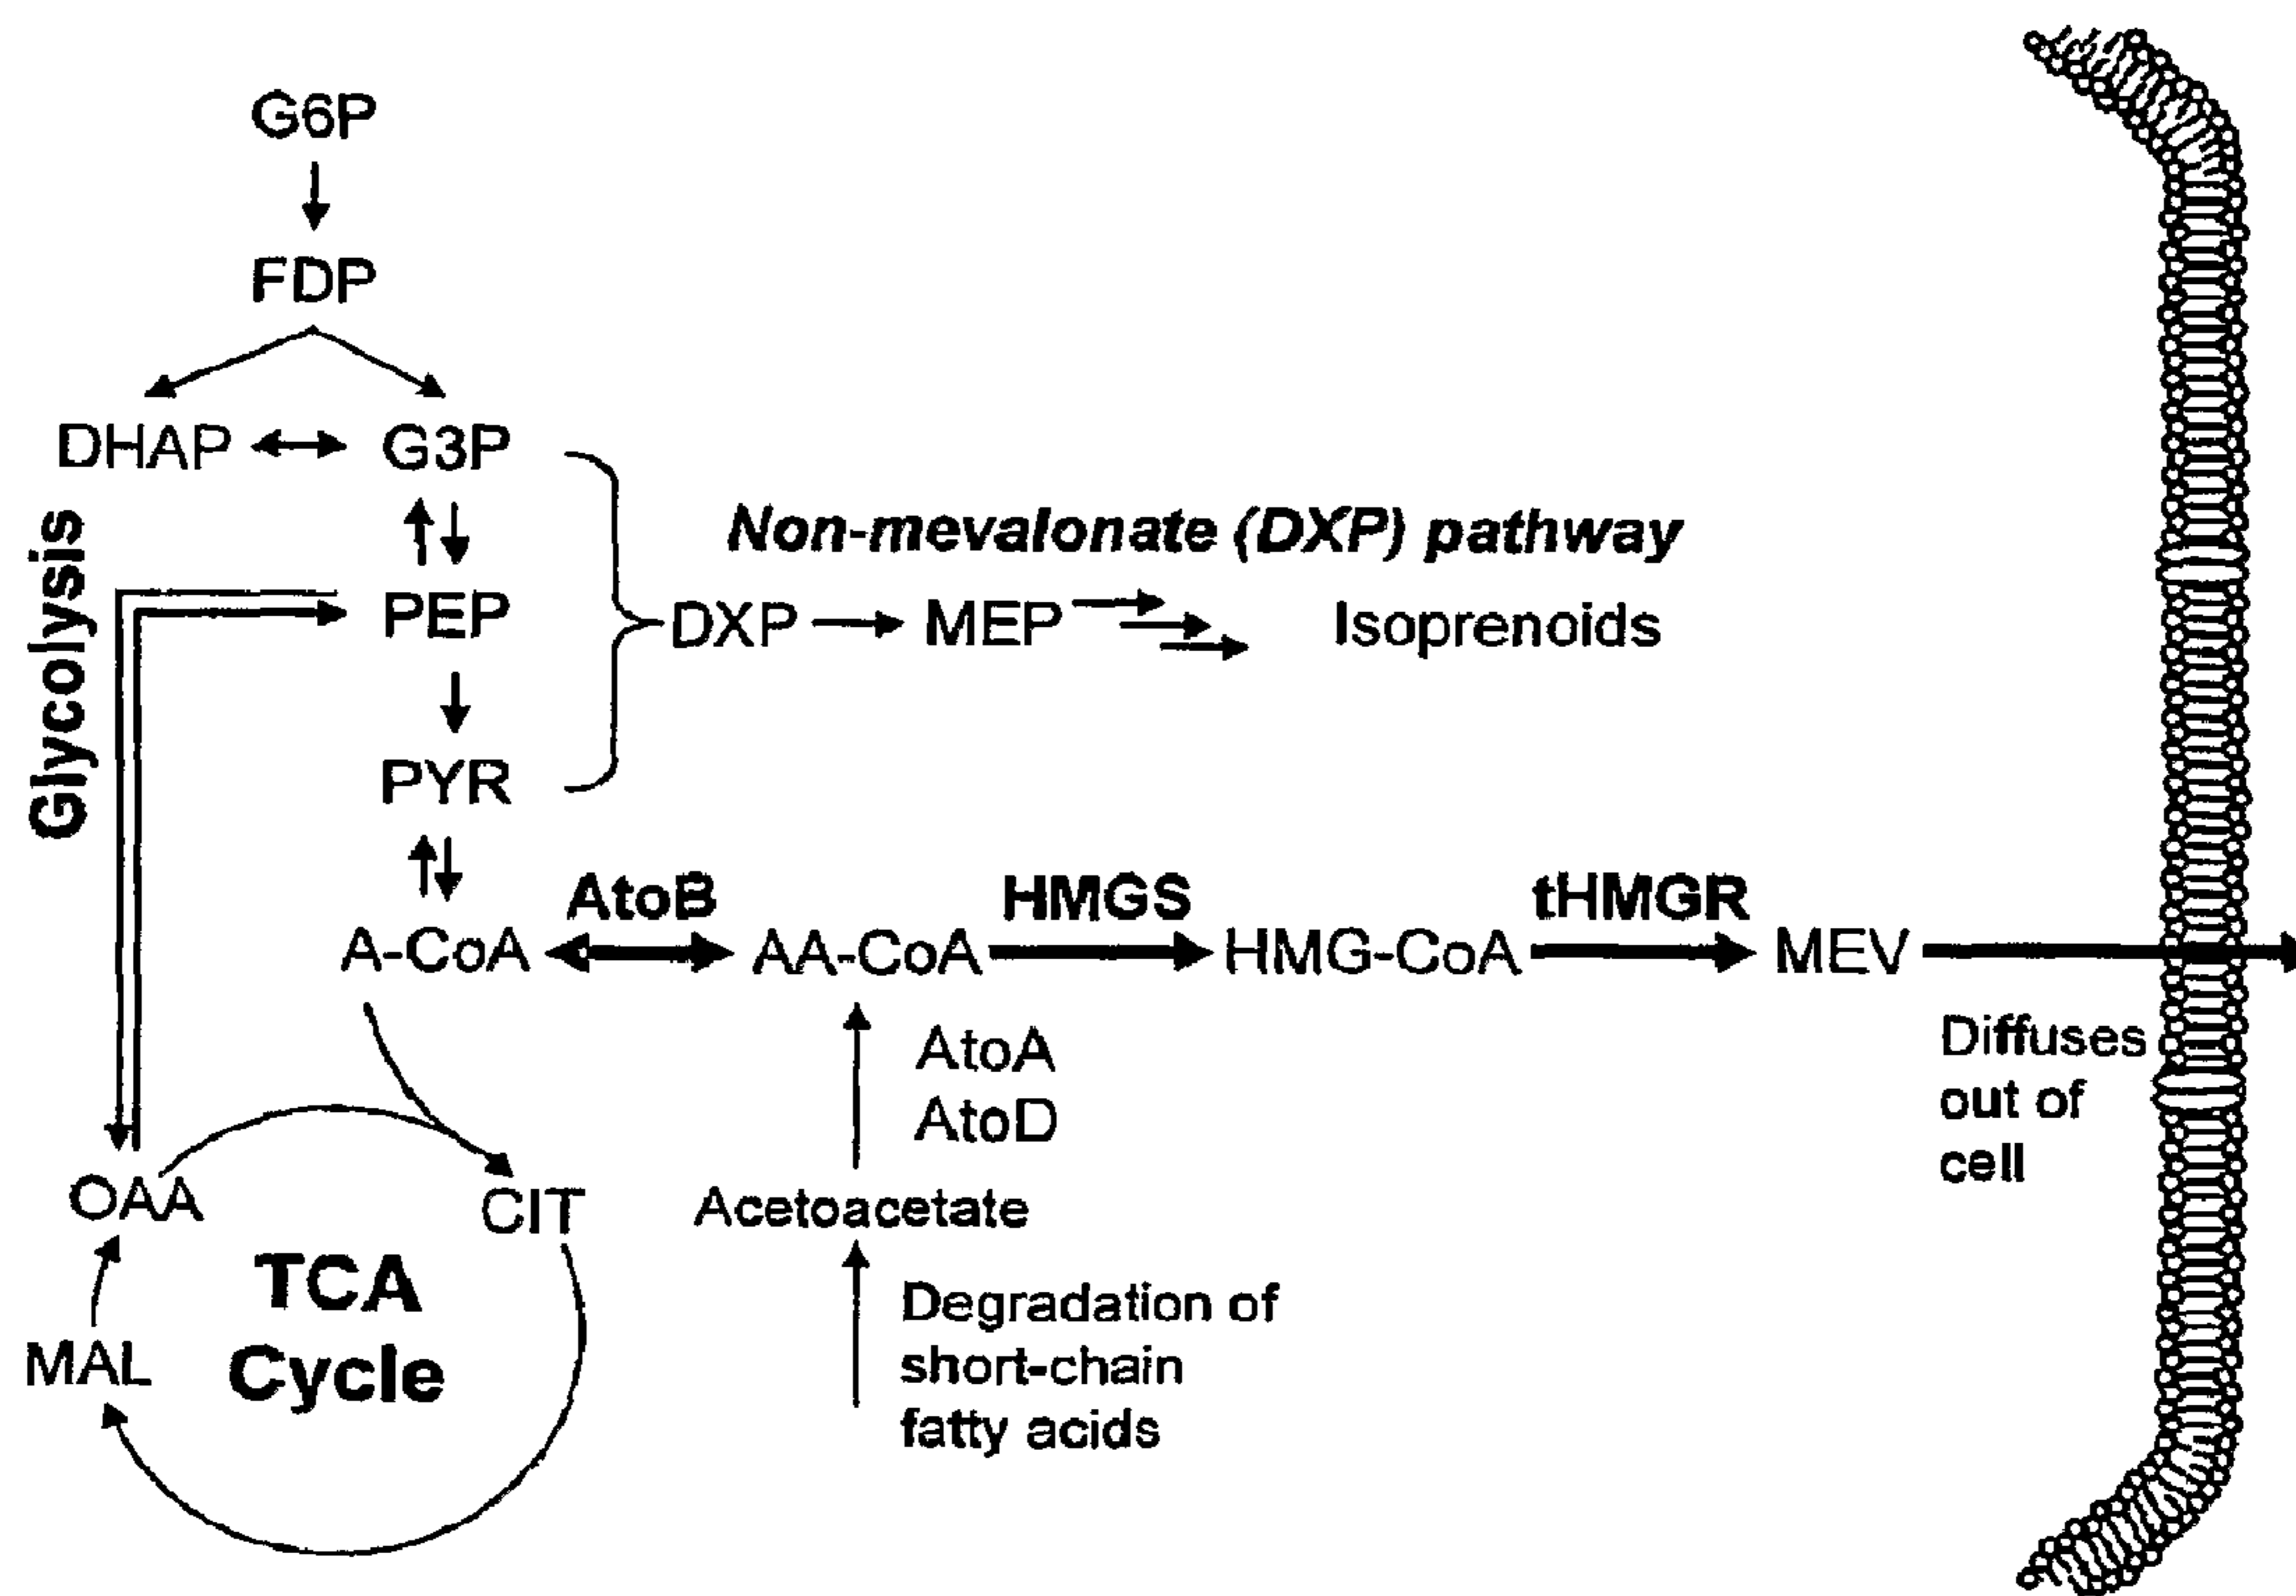 G6P
FDP
DHAP
G3P
Glycolysis
PEP
PYR
Non-mevalonate (DXP) pathway
DXP
MEP
Isoprenoids
A-CoA
AtoB
AA-CoA
HMGS
HMG-CoA
tHMGR
MEV
Diffuses
out of
cell
AtoA
AtoD
Acetoacetate
Degradation of
short-chain
fatty acids
OAA
CIT
TCA
Cycle
MAL